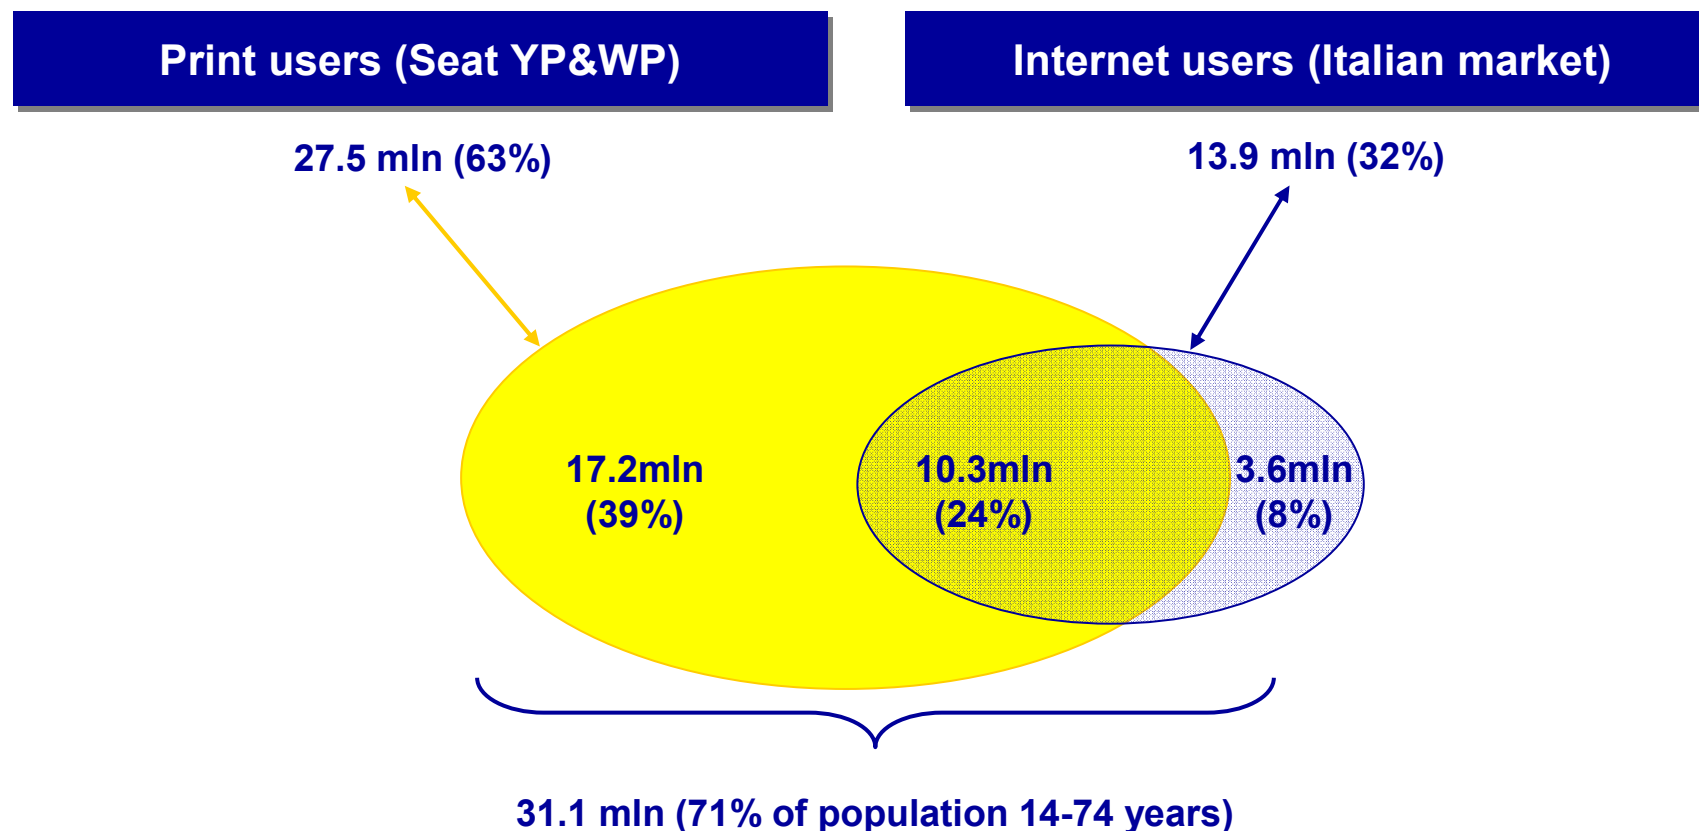 Print users (Seat YP&WP)
Internet users (Italian market)
27.5 mln (63%)
13.9 mln (32%)
17.2mln
(39%)
10.3mln
(24%)
3.6mln
(8%)
31.1 mln (71% of population 14-74 years)